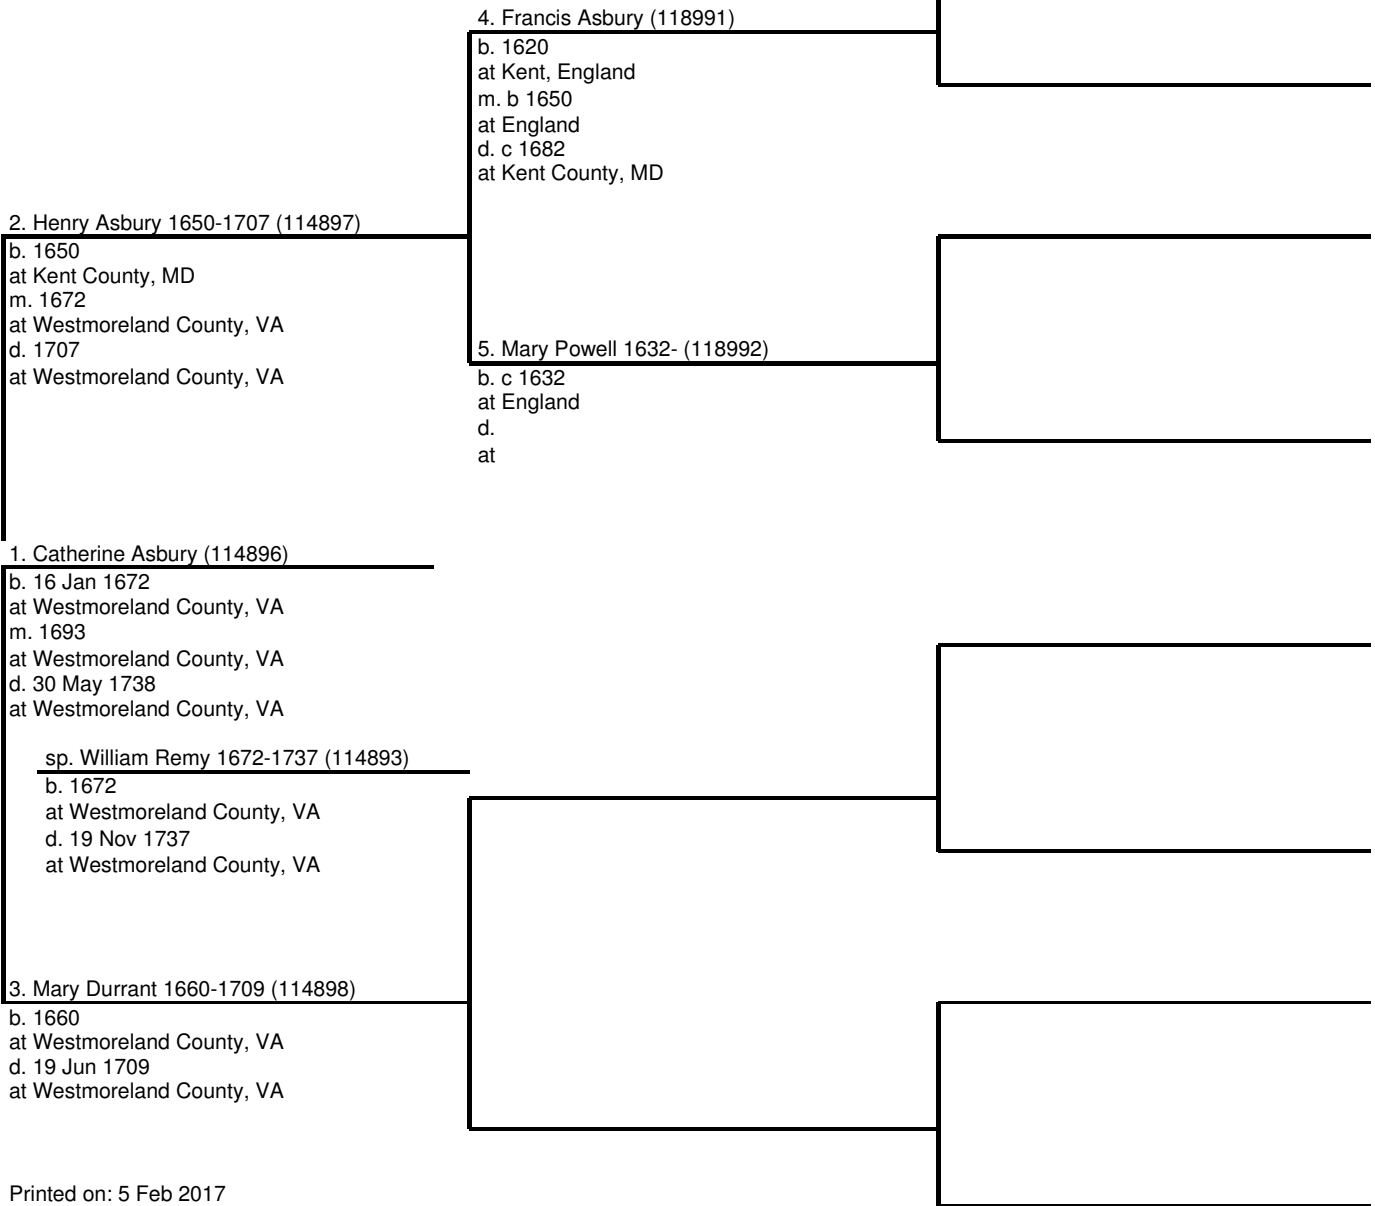 4. Francis Asbury (118991)
b. 1620
at Kent, England
m. b 1650
at England
d. c 1682
at Kent County, MD
2. Henry Asbury 1650-1707 (114897)
b. 1650
at Kent County, MD
m. 1672
at Westmoreland County, VA
d. 1707
at Westmoreland County, VA
5. Mary Powell 1632- (118992)
b. c 1632
at England
d.
at
1. Catherine Asbury (114896)
b. 16 Jan 1672
at Westmoreland County, VA
m. 1693
at Westmoreland County, VA
d. 30 May 1738
at Westmoreland County, VA
sp. William Remy 1672-1737 (114893)
b. 1672
at Westmoreland County, VA
d. 19 Nov 1737
at Westmoreland County, VA
3. Mary Durrant 1660-1709 (114898)
b. 1660
at Westmoreland County, VA
d. 19 Jun 1709
at Westmoreland County, VA
Printed on: 5 Feb 2017